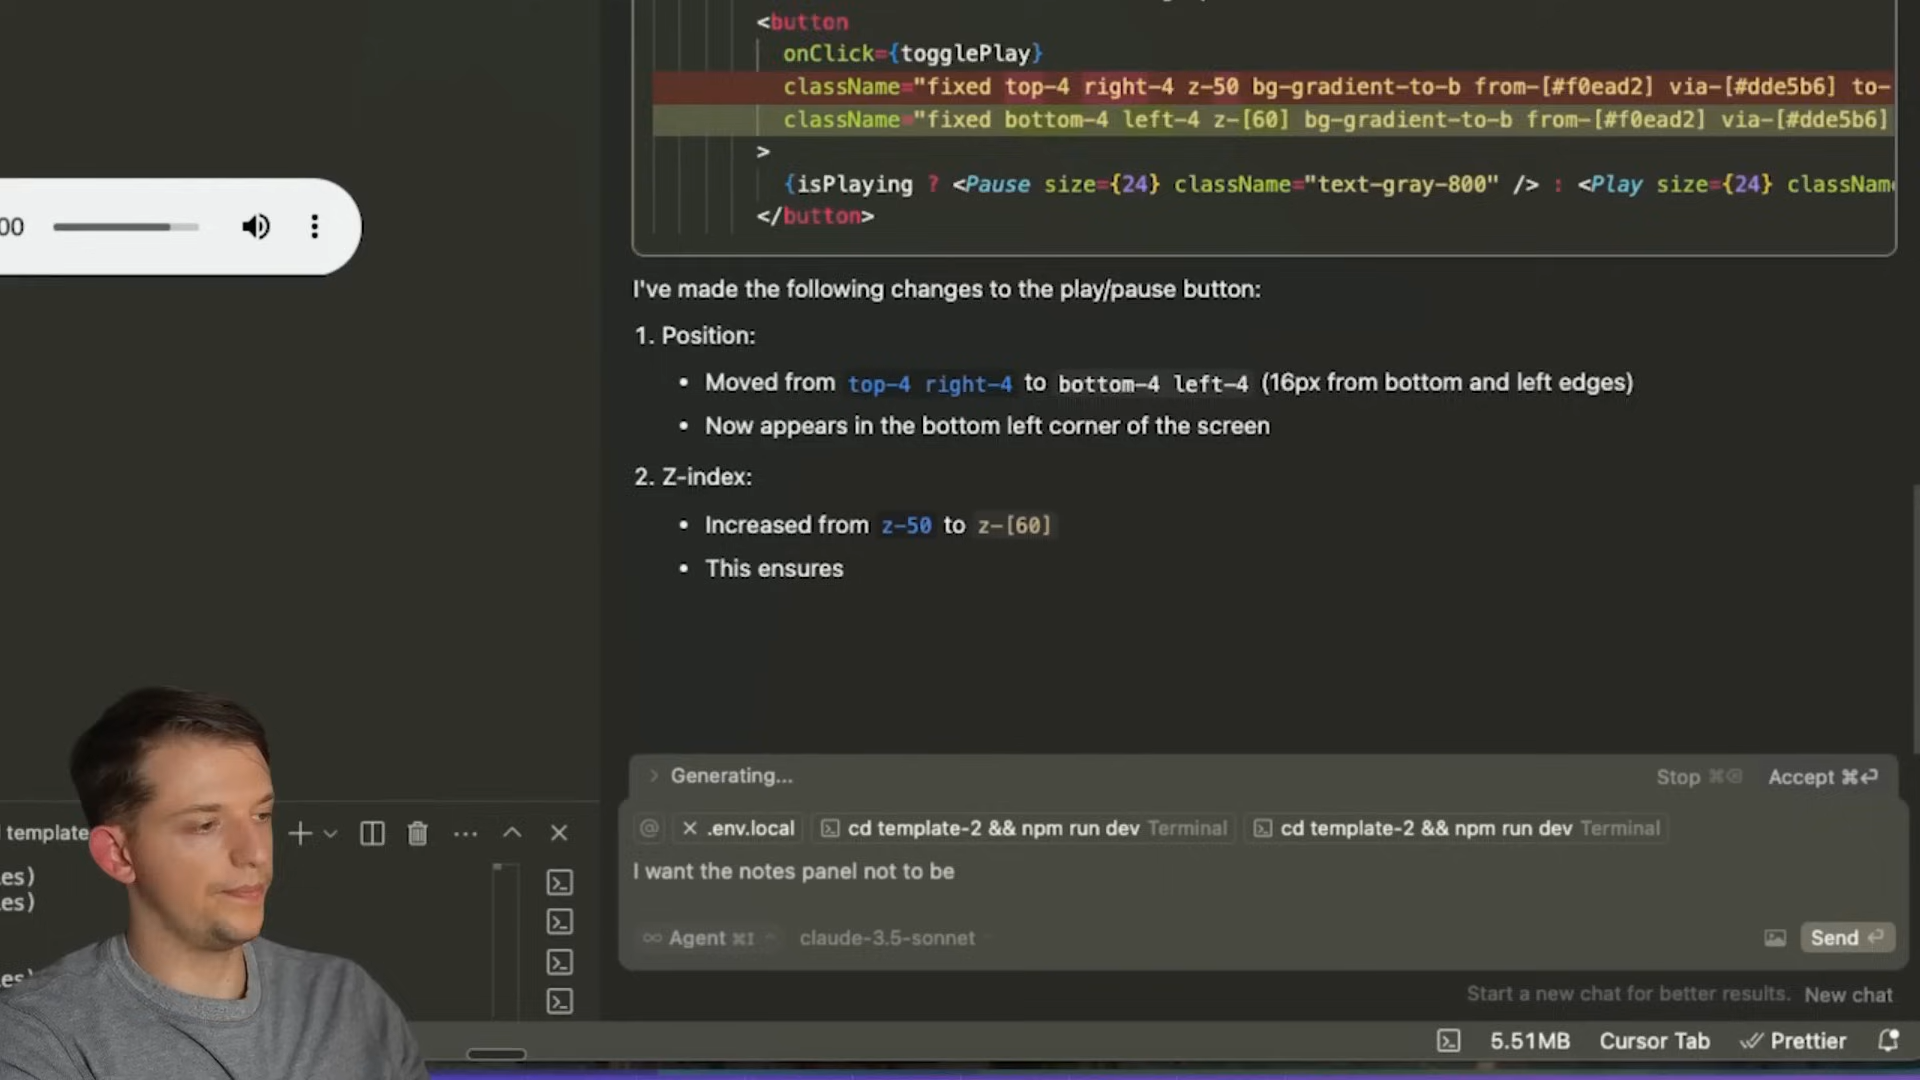 <button
onClick={togglePlay}
className="fixed top-4 right-4 z-50 bg-gradient-to-b from-[#f0ead2] via-[#dde5b6] to-
className="fixed bottom-4 left-4 z-[60] bg-gradient-to-b from-[#f0ead2] via-[#dde5b6]
>
{isPlaying ? <Pause size={24} className="text-gray-800" /> : <Play size={24} classNam
</button>
00
I've made the following changes to the play/pause button:
1. Position:
• Moved from top-4 right-4 to bottom-4 left-4 (16px from bottom and left edges)
• Now appears in the bottom left corner of the screen
2. Z-index:
• Increased from z-50 to z-[60]
• This ensures
Generating...
Stop ⌘⌫ Accept ⌘↩
@ × .env.local cd template-2 && npm run dev Terminal cd template-2 && npm run dev Terminal
I want the notes panel not to be
∞ Agent ⌘I claude-3.5-sonnet
Send ↩
Start a new chat for better results. New chat
template
es)
es)
es)
5.51MB Cursor Tab Prettier